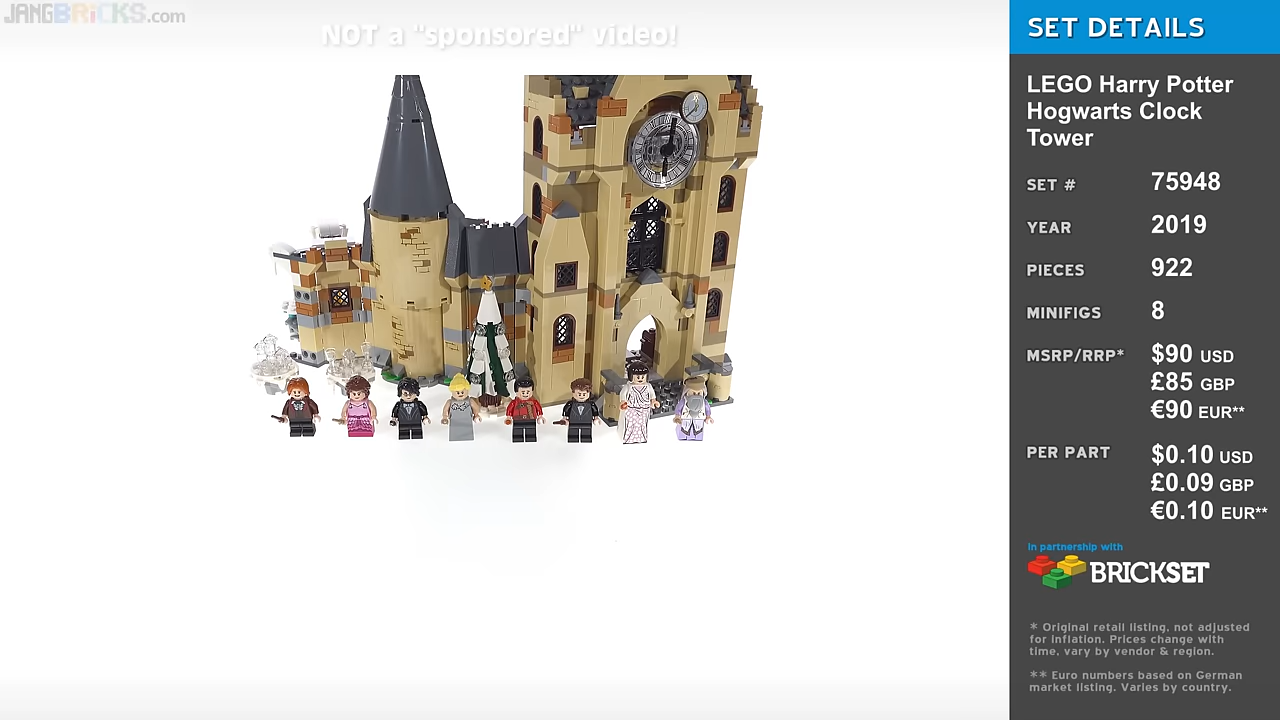 JANGBRiCKS.com
NOT a "sponsored" video!
SET DETAILS
LEGO Harry Potter
Hogwarts Clock
Tower
SET # 75948
YEAR 2019
PIECES 922
MINIFIGS 8
MSRP/RRP* $90 USD
£85 GBP
€90 EUR**
PER PART $0.10 USD
£0.09 GBP
€0.10 EUR**
in partnership with
BRICKSET
* Original retail listing, not adjusted
for inflation. Prices change with
time, vary by vendor & region.
** Euro numbers based on German
market listing. Varies by country.